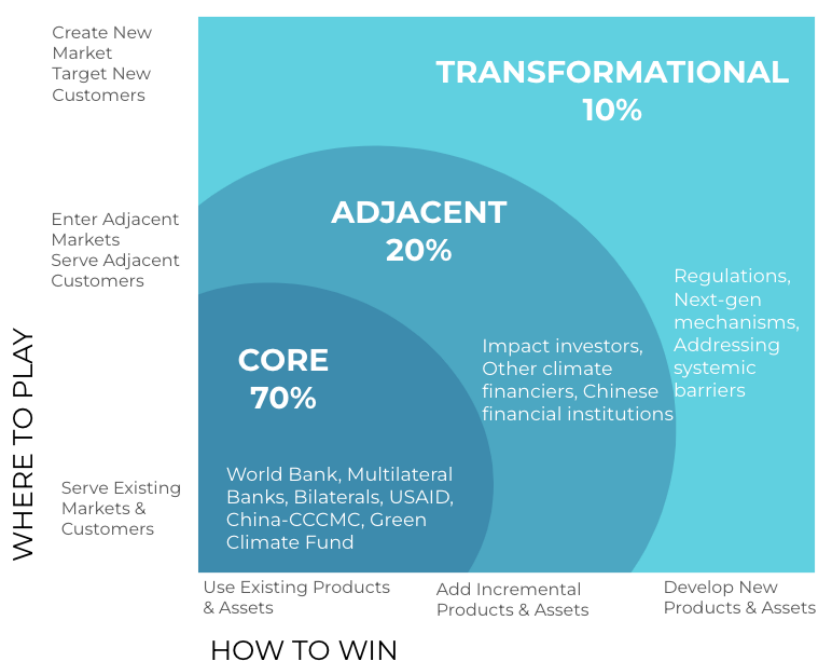 Create New
Market
Target New
Customers
TRANSFORMATIONAL
10%
Enter Adjacent
Markets
Serve Adjacent
Customers
ADJACENT
20%
Regulations,
Next-gen
mechanisms,
Addressing
systemic
barriers
Impact investors,
Other climate
financiers, Chinese
financial institutions
CORE
70%
World Bank, Multilateral
Banks, Bilaterals, USAID,
China-CCCMC, Green
Climate Fund
Serve Existing
Markets &
Customers
WHERE TO PLAY
Use Existing Products
& Assets
Add Incremental
Products & Assets
Develop New
Products & Assets
HOW TO WIN